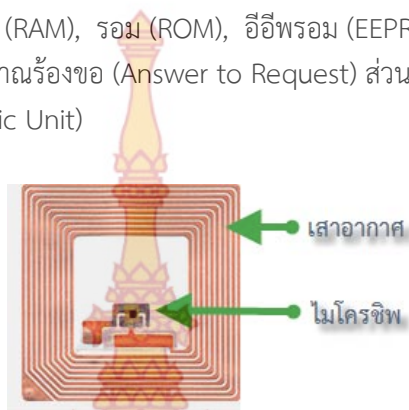 (RAM), รอม (ROM), อีอีพรอม (EEPR
าณร้องขอ (Answer to Request) ส่วน
ic Unit)
เสาอากาศ
ไมโครชิพ